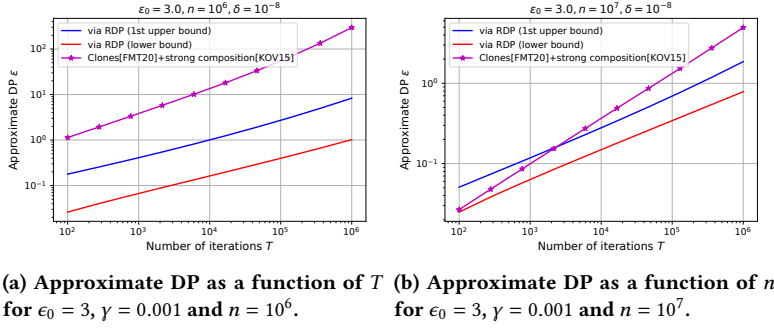 ε₀ = 3.0, n = 10⁶, δ = 10⁻⁸
via RDP (1st upper bound)
via RDP (lower bound)
Clones[FMT20]+strong composition[KOV15]
Approximate DP ε
10²
10¹
10⁰
10⁻¹
10² 10³ 10⁴ 10⁵ 10⁶
Number of iterations T
ε₀ = 3.0, n = 10⁷, δ = 10⁻⁸
via RDP (1st upper bound)
via RDP (lower bound)
Clones[FMT20]+strong composition[KOV15]
Approximate DP ε
10⁰
10⁻¹
10² 10³ 10⁴ 10⁵ 10⁶
Number of iterations T
(a) Approximate DP as a function of T
for ϵ₀ = 3, γ = 0.001 and n = 10⁶.
(b) Approximate DP as a function of n
for ϵ₀ = 3, γ = 0.001 and n = 10⁷.